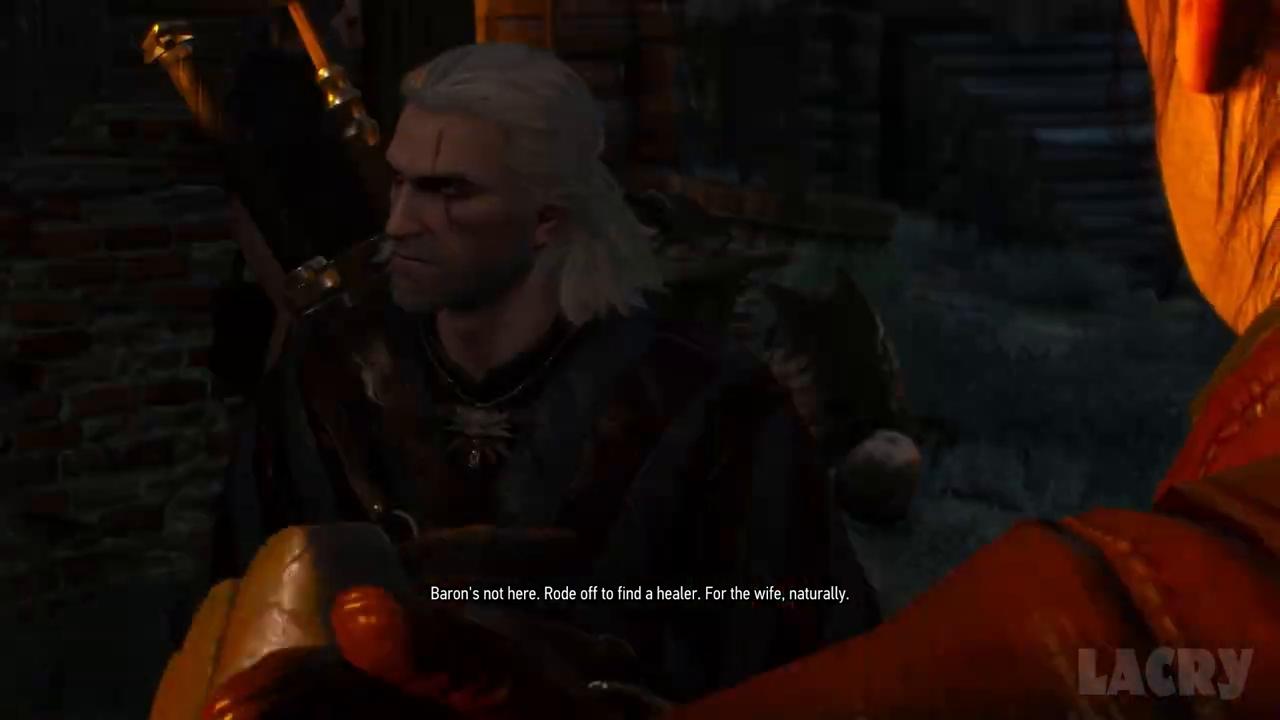 Baron's not here. Rode off to find a healer. For the wife, naturally.
LACRY